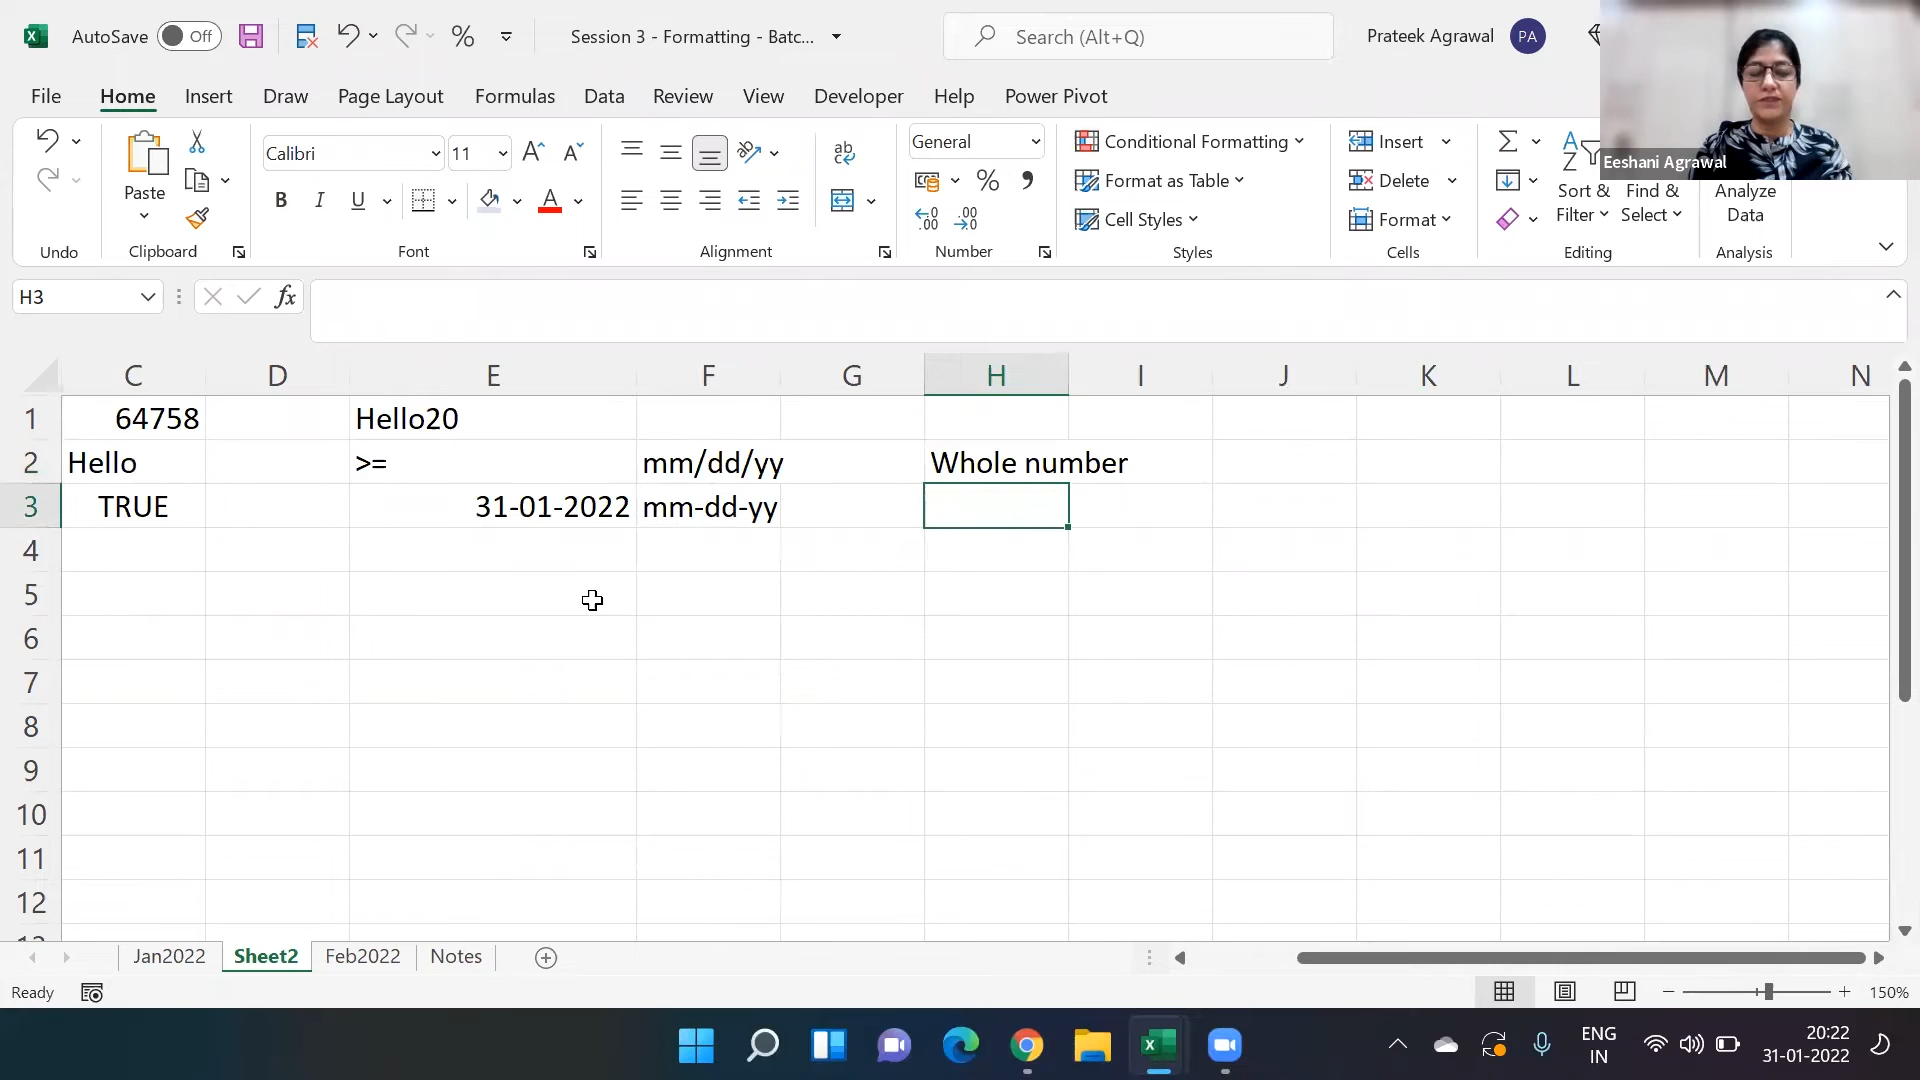 AutoSave Off Session 3 - Formatting - Batc... Search (Alt+Q) Prateek Agrawal PA
File Home Insert Draw Page Layout Formulas Data Review View Developer Help Power Pivot
Eeshani Agrawal
Calibri 11 General Conditional Formatting Insert
Paste Format as Table Delete Sort & Filter Find & Select Analyze Data
Cell Styles Format
Undo Clipboard Font Alignment Number Styles Cells Editing Analysis
H3 fx
C D E F G H I J K L M N
1 64758 Hello20
2 Hello >= mm/dd/yy Whole number
3 TRUE 31-01-2022 mm-dd-yy
4
5
6
7
8
9
10
11
12
Jan2022 Sheet2 Feb2022 Notes
Ready 150%
ENG IN 20:22 31-01-2022